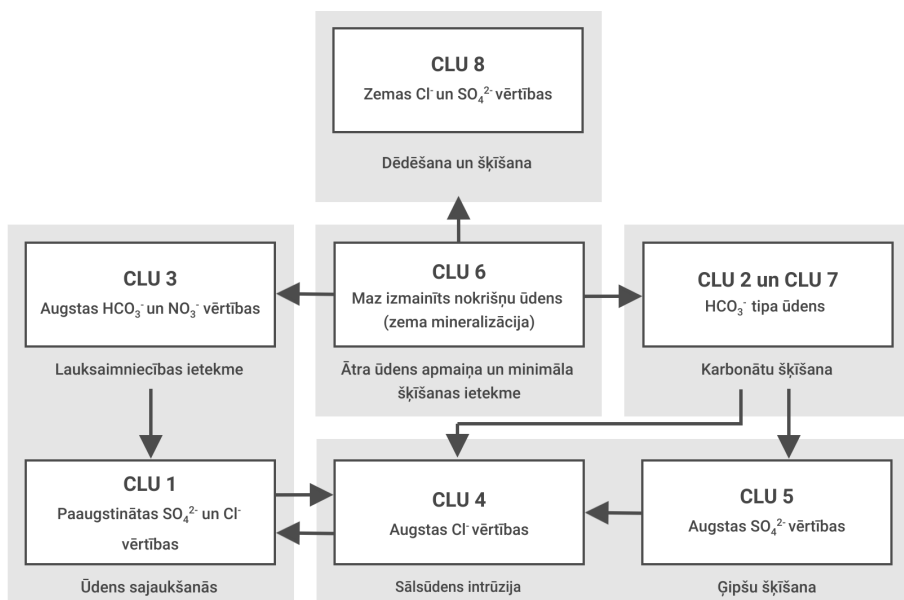 CLU 8
Zemas Cl⁻ un SO₄²⁻ vērtības
Dēdēšana un šķīšana
CLU 3
Augstas HCO₃⁻ un NO₃⁻ vērtības
Lauksaimniecības ietekme
CLU 6
Maz izmainīts nokrišņu ūdens
(zema mineralizācija)
Ātra ūdens apmaiņa un minimāla
šķīšanas ietekme
CLU 2 un CLU 7
HCO₃⁻ tipa ūdens
Karbonātu šķīšana
CLU 1
Paaugstinātas SO₄²⁻ un Cl⁻
vērtības
Ūdens sajaukšanās
CLU 4
Augstas Cl⁻ vērtības
Sālsūdens intrūzija
CLU 5
Augstas SO₄²⁻ vērtības
Ģipšu šķīšana